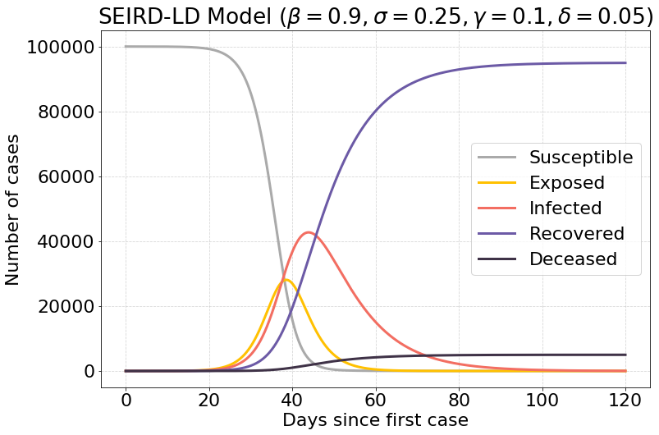 SEIRD-LD Model (β = 0.9, σ = 0.25, γ = 0.1, δ = 0.05)
Number of cases
100000
80000
60000
40000
20000
0
Susceptible
Exposed
Infected
Recovered
Deceased
0 20 40 60 80 100 120
Days since first case